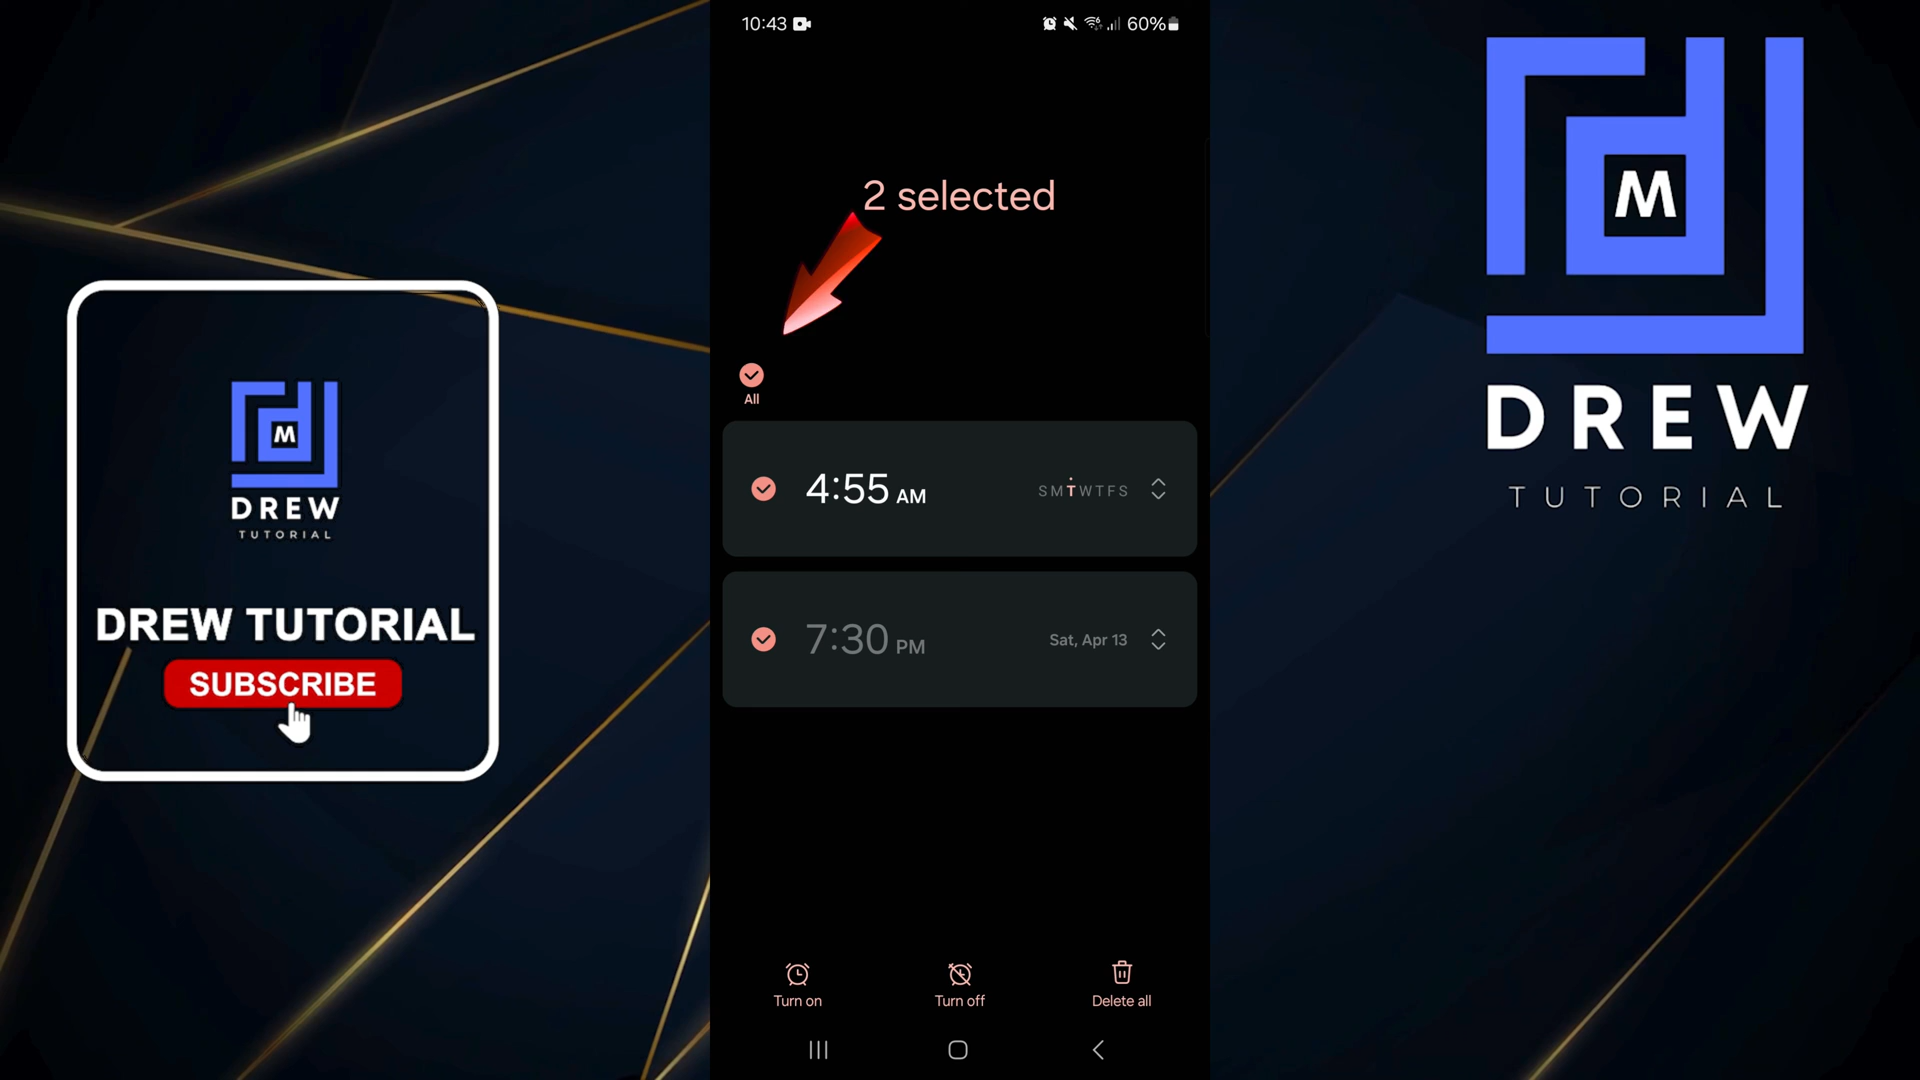 10:43
60%
2 selected
All
4:55 AM
SMTWTFS
7:30 PM
Sat, Apr 13
Turn on
Turn off
Delete all
M
DREW
TUTORIAL
DREW TUTORIAL
SUBSCRIBE
M
DREW
TUTORIAL